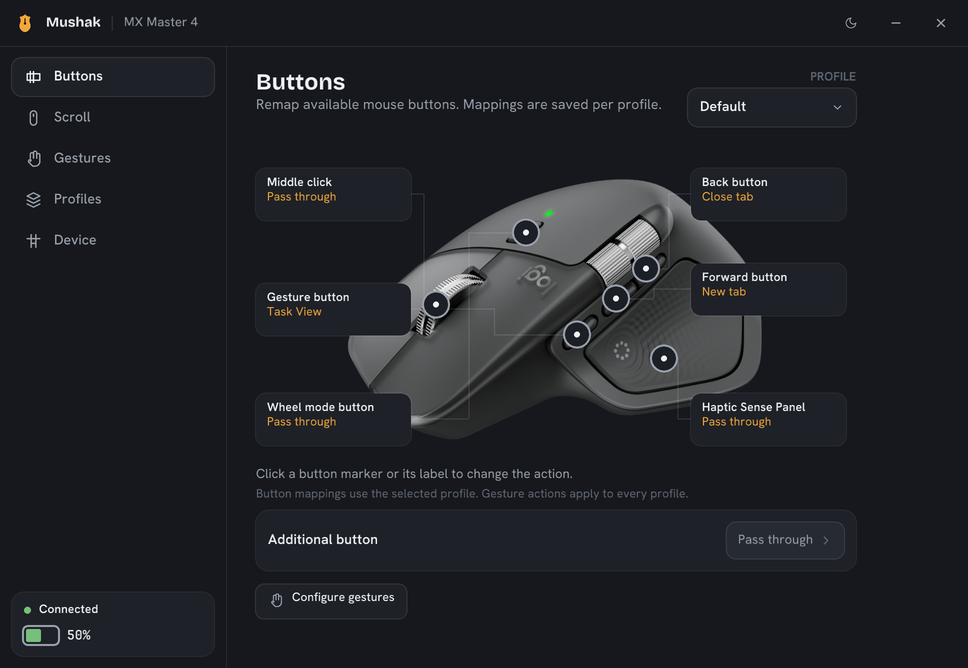 Mushak
MX Master 4
Buttons
Scroll
Gestures
Profiles
Device
Connected
50%
Buttons
Remap available mouse buttons. Mappings are saved per profile.
PROFILE
Default
Middle click
Pass through
Back button
Close tab
Gesture button
Task View
Forward button
New tab
Wheel mode button
Pass through
Haptic Sense Panel
Pass through
Click a button marker or its label to change the action.
Button mappings use the selected profile. Gesture actions apply to every profile.
Additional button
Pass through
Configure gestures